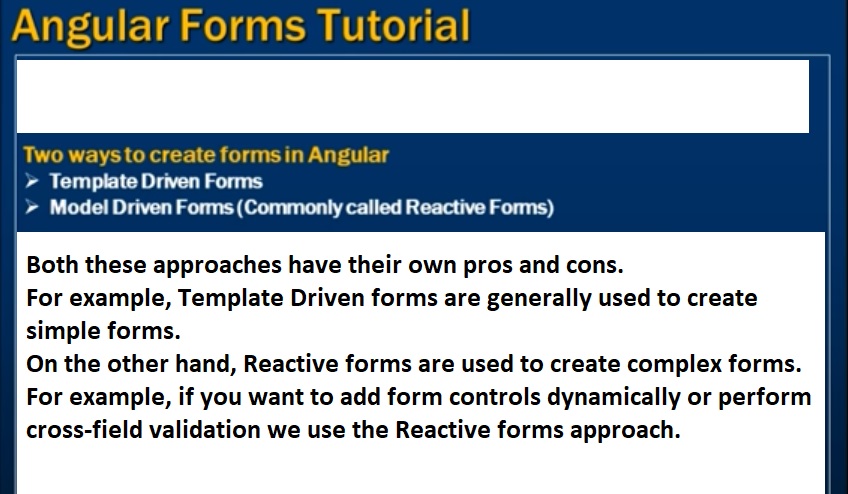 Angular Forms Tutorial
Two ways to create forms in Angular
➢ Template Driven Forms
➢ Model Driven Forms (Commonly called Reactive Forms)
Both these approaches have their own pros and cons.
For example, Template Driven forms are generally used to create
simple forms.
On the other hand, Reactive forms are used to create complex forms.
For example, if you want to add form controls dynamically or perform
cross-field validation we use the Reactive forms approach.